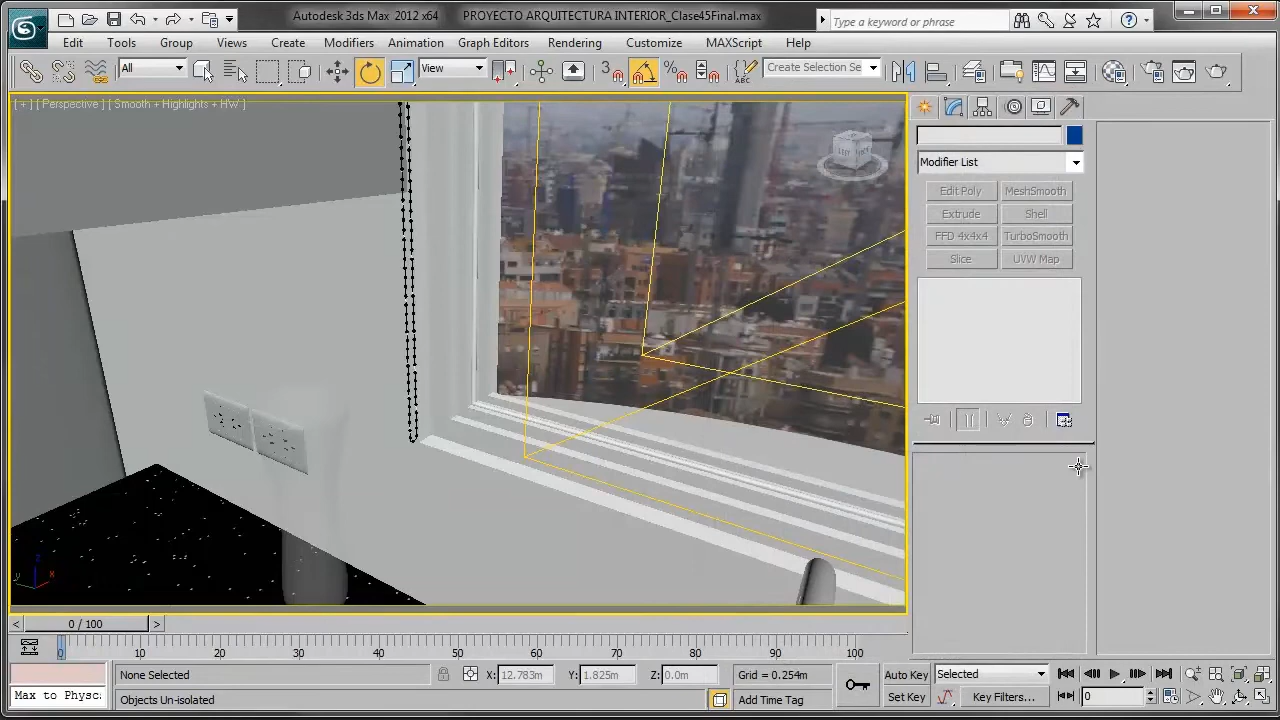 Autodesk 3ds Max 2012 x64 PROYECTO ARQUITECTURA INTERIOR_Clase45Final.max
Type a keyword or phrase
Edit Tools Group Views Create Modifiers Animation Graph Editors Rendering Customize MAXScript Help
All View 3 Create Selection Se
[ + ] [ Perspective ] [ Smooth + Highlights + HW ]
Modifier List
Edit Poly MeshSmooth
Extrude Shell
FFD 4x4x4 TurboSmooth
Slice UVW Map
z
y x
< 0 / 100 >
0 10 20 30 40 50 60 70 80 90 100
None Selected X: 12.783m Y: 1.825m Z: 0.0m Grid = 0.254m Auto Key Selected
Max to Physc: Objects Un-isolated Add Time Tag Set Key Key Filters... 0